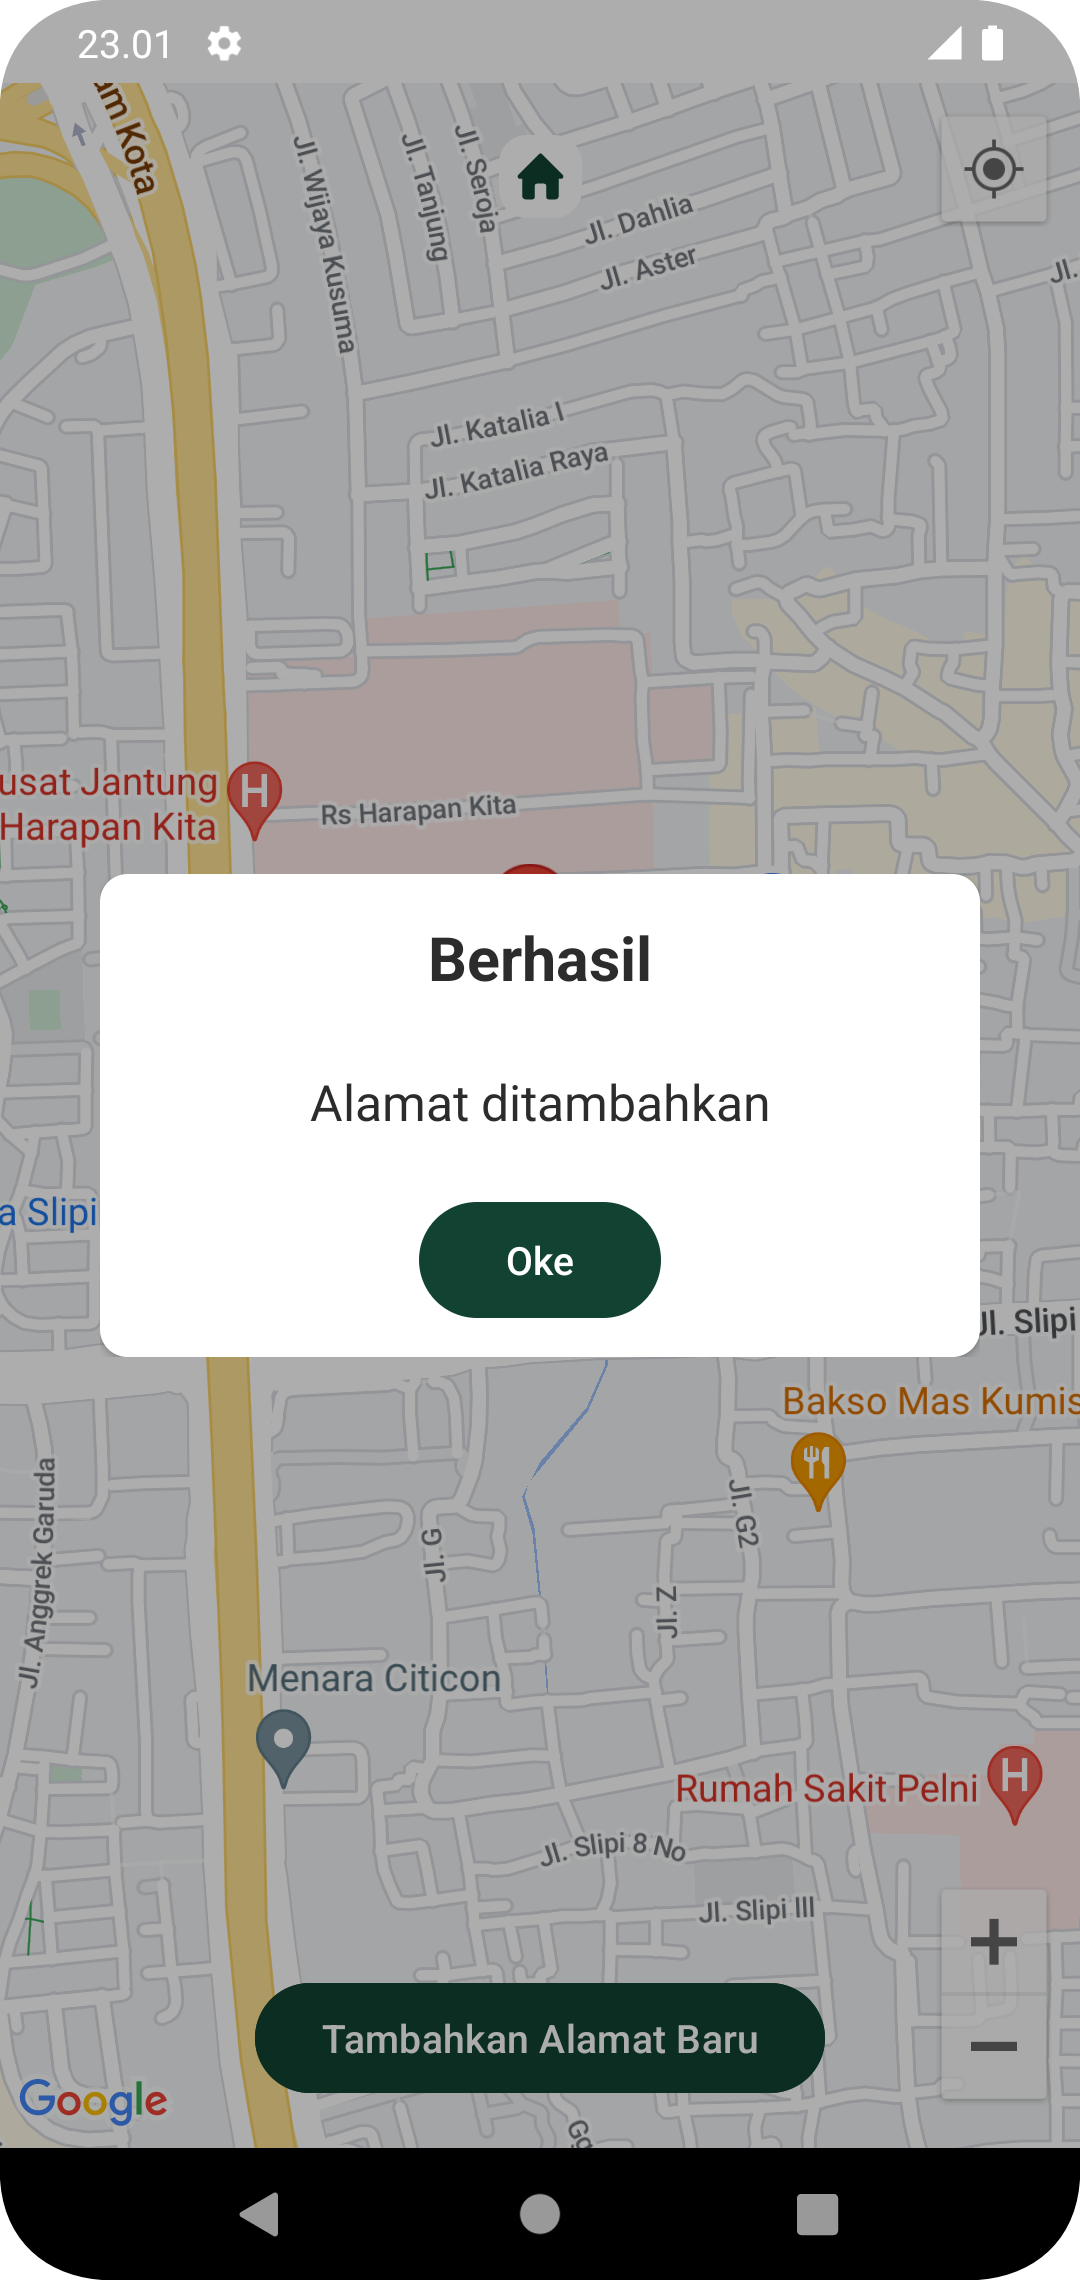 23.01
am Kota
Jl. Wijaya Kusuma
Jl. Tanjung
Jl. Seroja
Jl. Dahlia
Jl. Aster
Jl.
Jl. Katalia I
Jl. Katalia Raya
usat Jantung
Harapan Kita
H
Rs Harapan Kita
Berhasil
Alamat ditambahkan
Oke
a Slipi
Jl. Slipi
Bakso Mas Kumis
Jl. Anggrek Garuda
Jl. G
Jl. G2
Jl. Z
Menara Citicon
Rumah Sakit Pelni
H
Jl. Slipi 8 No
Jl. Slipi III
Tambahkan Alamat Baru
Google
Gg